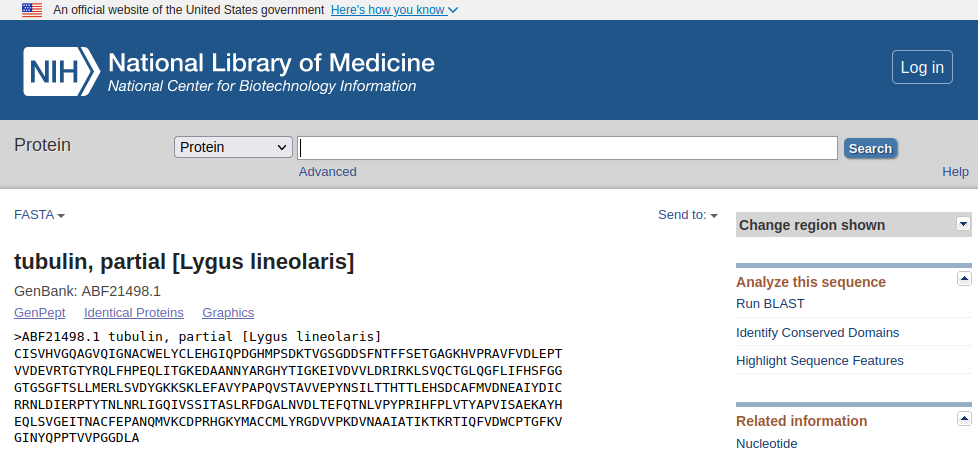 An official website of the United States government Here's how you know
NIH National Library of Medicine
National Center for Biotechnology Information
Log in
Protein Protein Search
Advanced Help
FASTA Send to:
Change region shown
tubulin, partial [Lygus lineolaris]
GenBank: ABF21498.1
GenPept Identical Proteins Graphics
>ABF21498.1 tubulin, partial [Lygus lineolaris]
CISVHVGQAGVQIGNACWELYCLEHGIQPDGHMPSDKTVGSGDDSFNTFFSETGAGKHVPRAVFVDLEPT
VVDEVRTGTYRQLFHPEQLITGKEDAANNYARGHYTIGKEIVDVVLDRIRKLSVQCTGLQGFLIFHSFGG
GTGSGFTSLLMERLSVDYGKKSKLEFAVYPAPQVSTAVVEPYNSILTTHTTLEHSDCAFMVDNEAIYDIC
RRNLDIERPTYTNLNRLIGQIVSSITASLRFDGALNVDLTEFQTNLVPYPRIHFPLVTYAPVISAEKAYH
EQLSVGEITNACFEPANQMVKCDPRHGKYMACCMLYRGDVVPKDVNAAIATIKTKRTIQFVDWCPTGFKV
GINYQPPTVVPGGDLA
Analyze this sequence
Run BLAST
Identify Conserved Domains
Highlight Sequence Features
Related information
Nucleotide